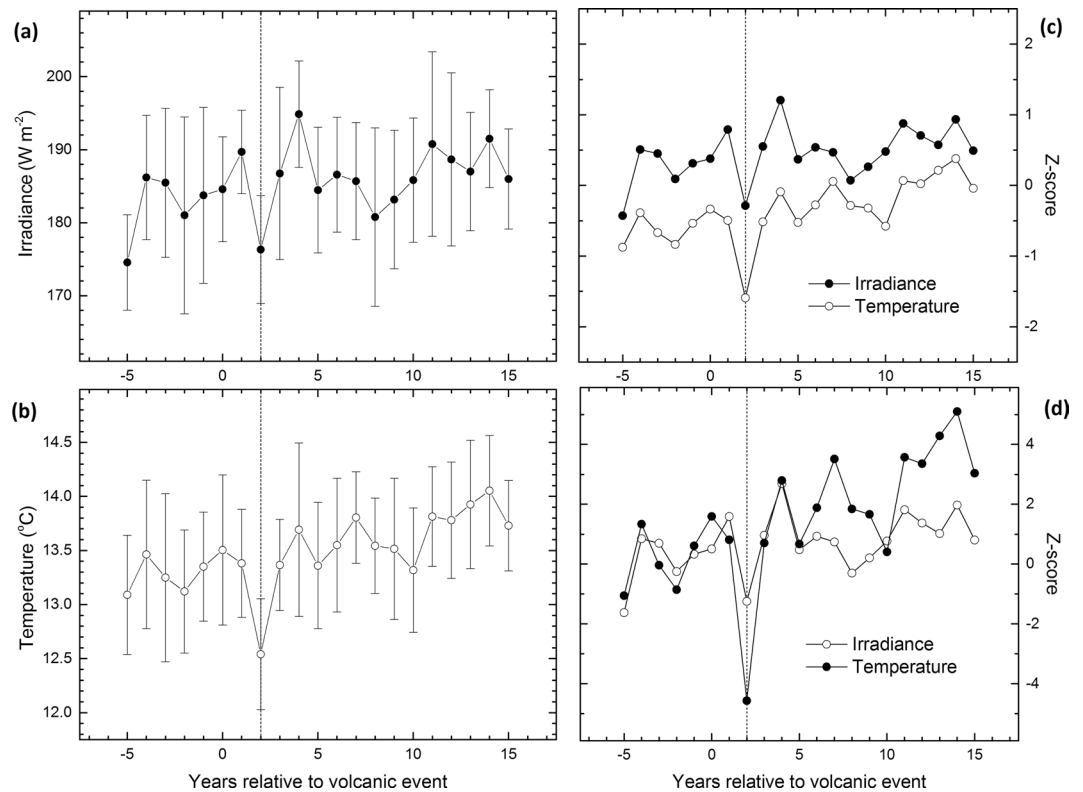 (a)
200
190
180
170
Irradiance (W m-2)
-5 0 5 10 15
(b)
14.5
14.0
13.5
13.0
12.5
12.0
Temperature (oC)
-5 0 5 10 15
Years relative to volcanic event
(c)
2
1
0
-1
-2
Z-score
Irradiance
Temperature
-5 0 5 10 15
(d)
4
2
0
-2
-4
Z-score
Irradiance
Temperature
-5 0 5 10 15
Years relative to volcanic event